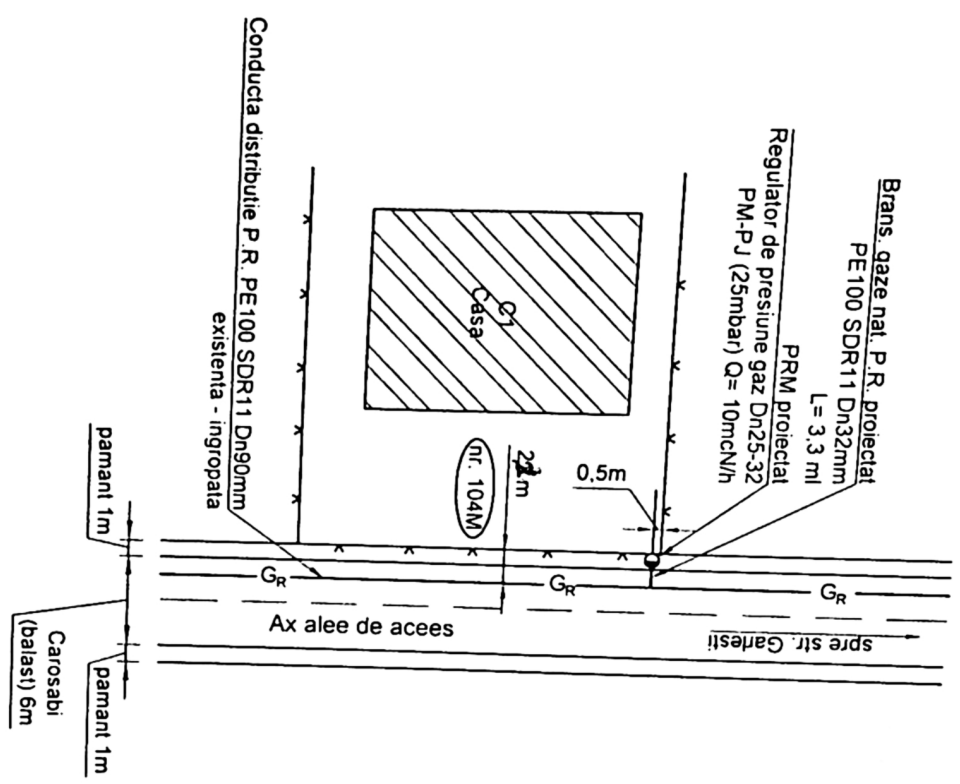 Brans. gaze nat. P.R. proiectat
PE100 SDR11 Dn32mm
L= 3,3 ml
PRM proiectat
Regulator de presiune gaz Dn25-32
PM-PJ (25mbar) Q= 10mcN/h
Conducta distributie P.R. PE100 SDR11 Dn90mm
existenta - ingropata
C1
Casa
nr. 104M
0,5m
GR
GR
GR
Ax alee de acees
spre str. Garlesti
pamant 1m
Carosabi
(balast) 6m
pamant 1m